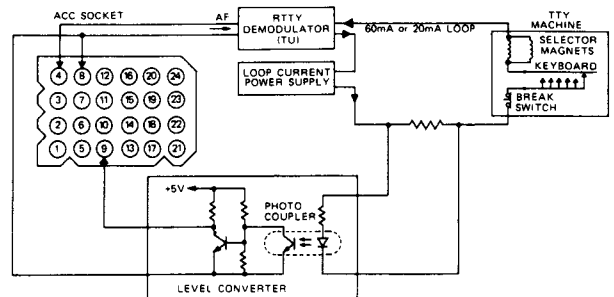 ACC SOCKET
AF
RTTY
DEMODULATOR
(TU)
60mA or 20mA LOOP
TTY
MACHINE
SELECTOR
MAGNETS
KEYBOARD
BREAK
SWITCH
LOOP CURRENT
POWER SUPPLY
4 8 12 16 20 24
3 7 11 15 19 23
2 6 10 14 18 22
1 5 9 13 17 21
+5V
PHOTO
COUPLER
LEVEL CONVERTER